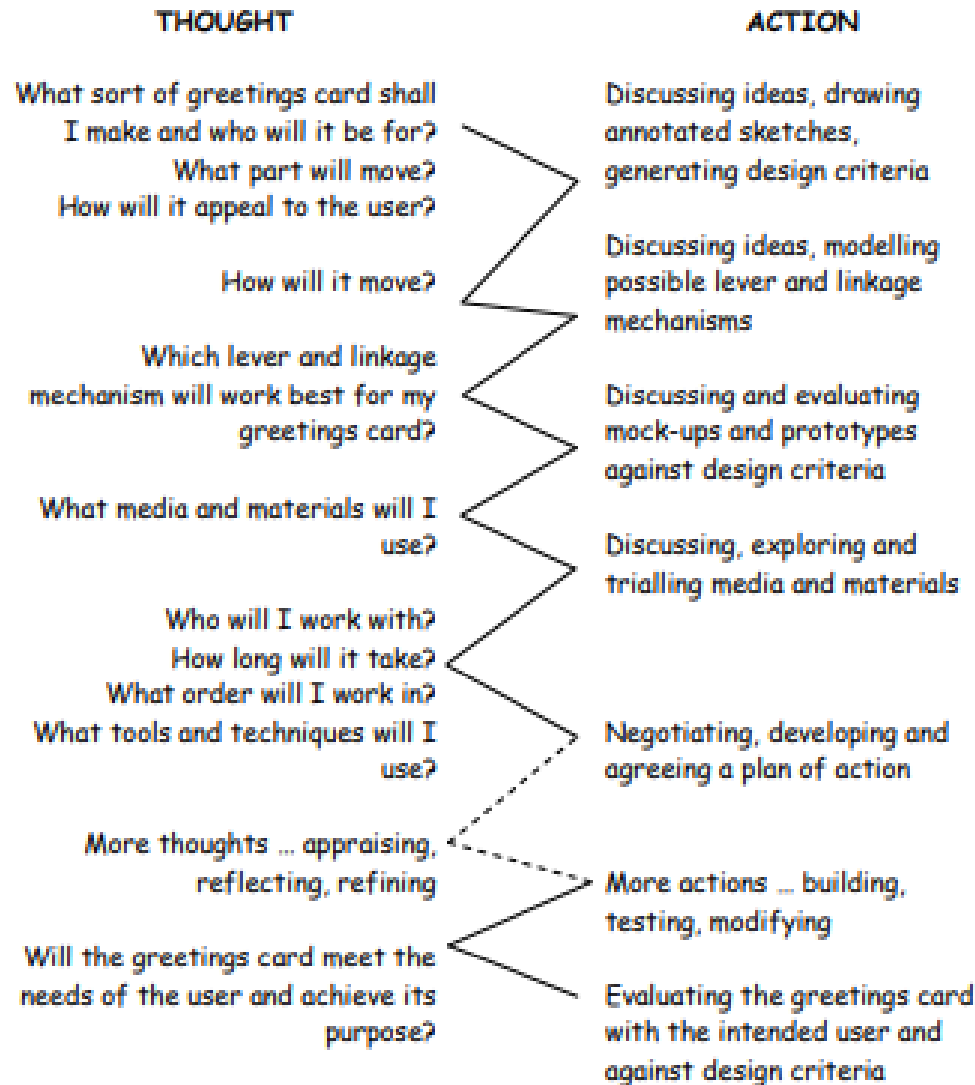 THOUGHT
What sort of greetings card shall
I make and who will it be for?
What part will move?
How will it appeal to the user?
How will it move?
Which lever and linkage
mechanism will work best for my
greetings card?
What media and materials will I
use?
Who will I work with?
How long will it take?
What order will I work in?
What tools and techniques will I
use?
More thoughts ... appraising,
reflecting, refining
Will the greetings card meet the
needs of the user and achieve its
purpose?
ACTION
Discussing ideas, drawing
annotated sketches,
generating design criteria
Discussing ideas, modelling
possible lever and linkage
mechanisms
Discussing and evaluating
mock-ups and prototypes
against design criteria
Discussing, exploring and
trialling media and materials
Negotiating, developing and
agreeing a plan of action
More actions ... building,
testing, modifying
Evaluating the greetings card
with the intended user and
against design criteria